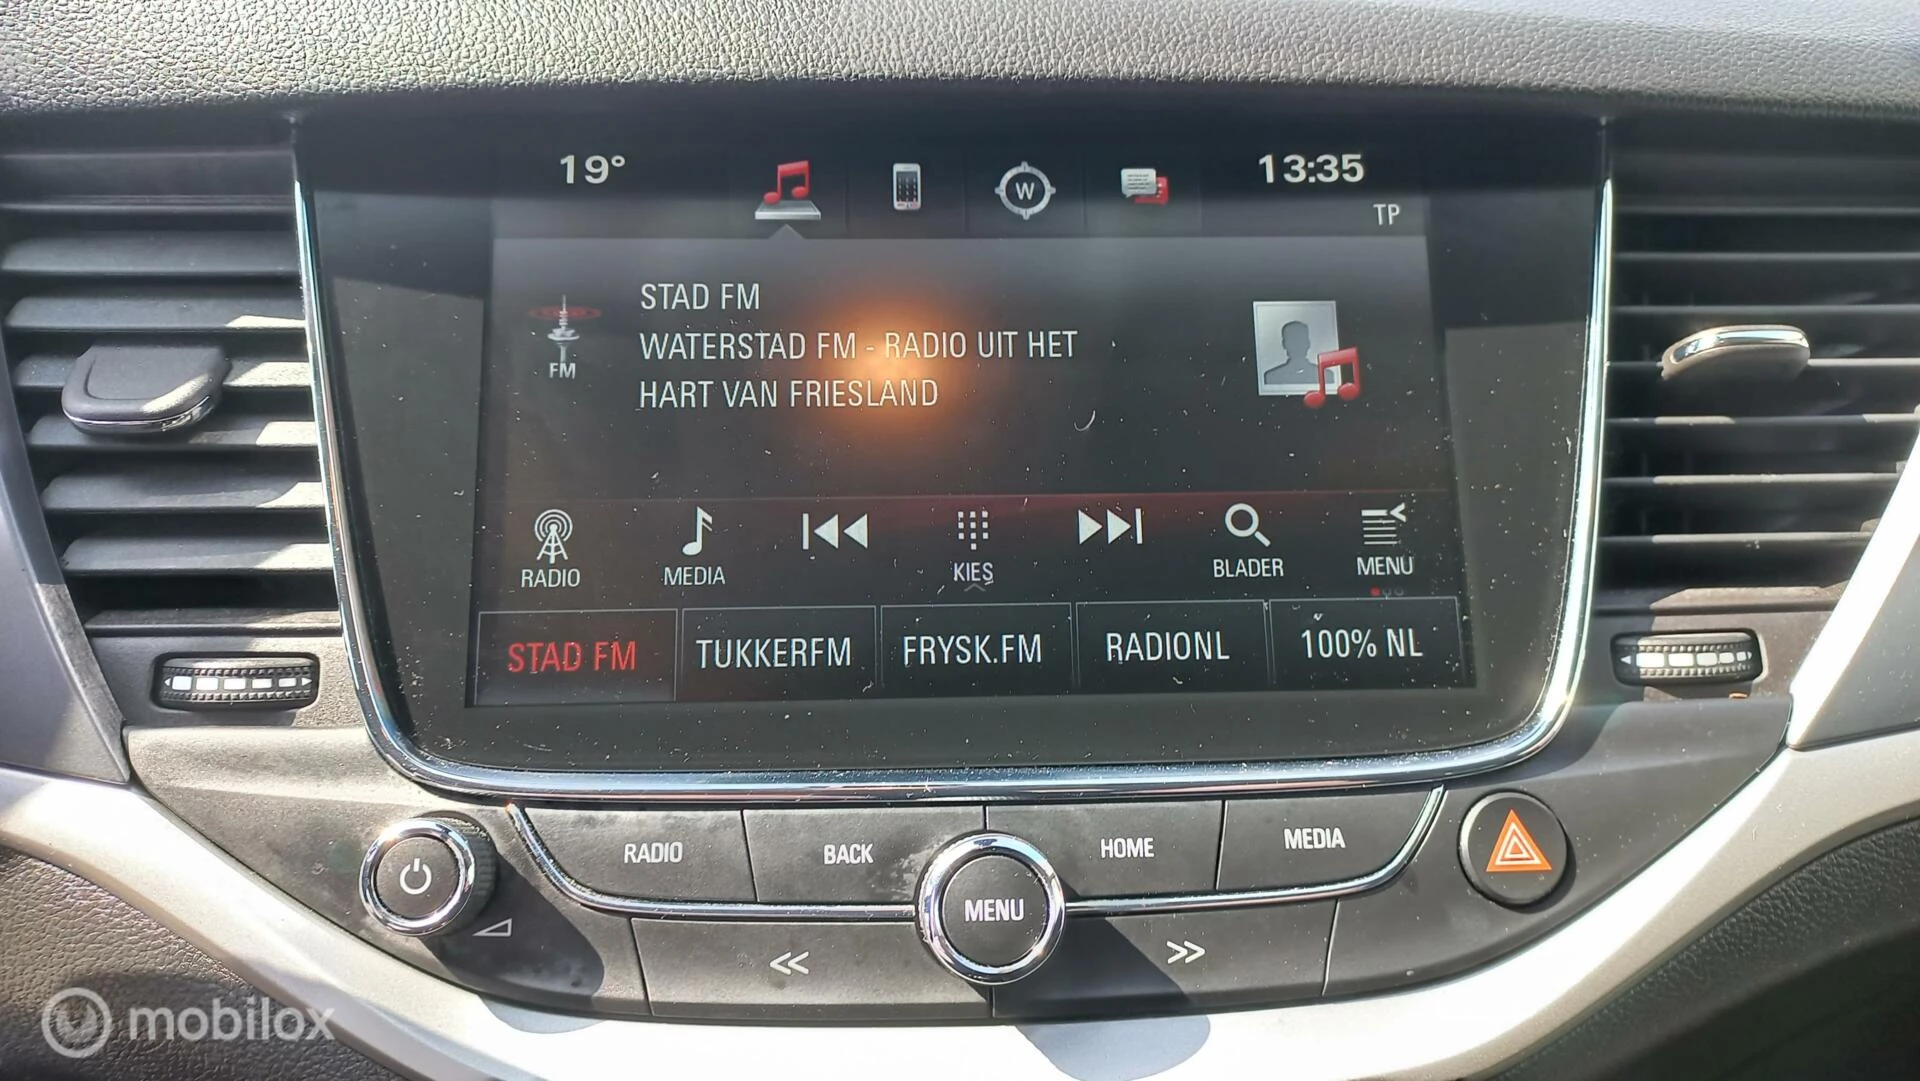 19°
W
13:35
TP
STAD FM
WATERSTAD FM - RADIO UIT HET
HART VAN FRIESLAND
FM
RADIO
MEDIA
KIES
BLADER
MENU
STAD FM
TUKKERFM
FRYSK.FM
RADIONL
100% NL
RADIO
BACK
HOME
MEDIA
MENU
mobilox